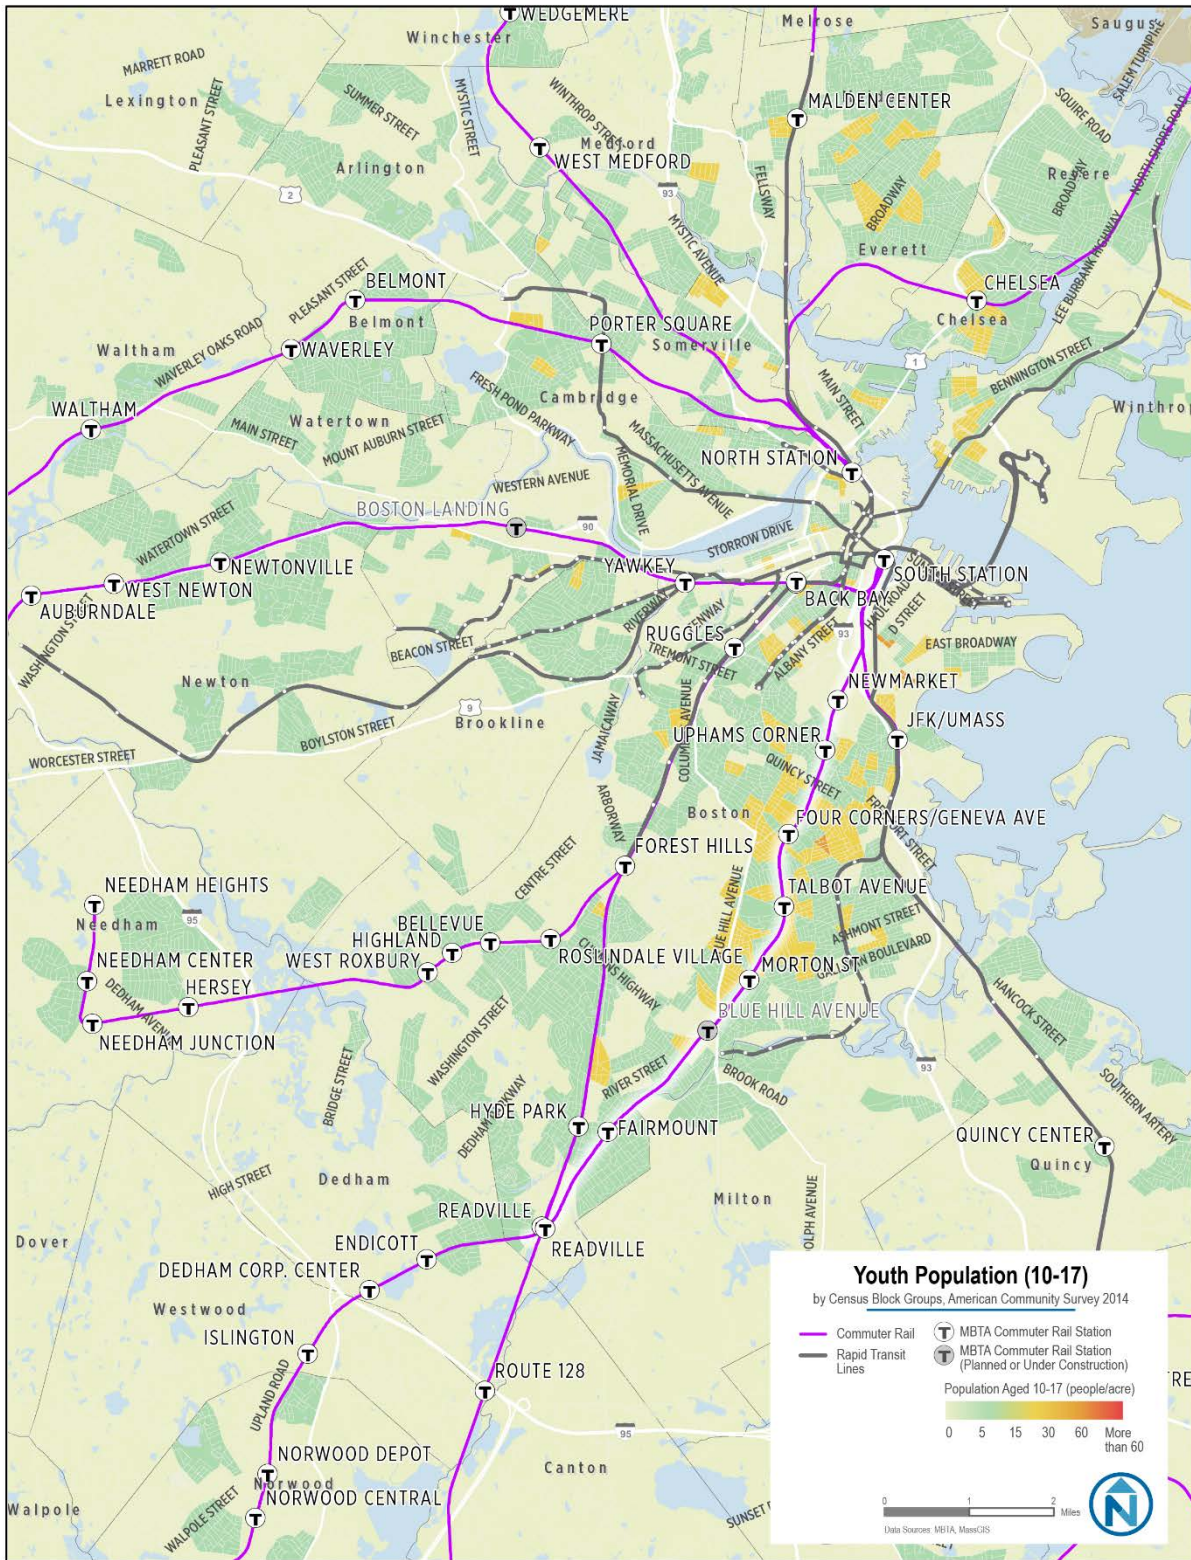 WEDGEMERE
Winchester
Melrose
Saugus
MARRETT ROAD
Lexington
PLEASANT STREET
SUMMER STREET
MYSTIC STREET
WINTHROP STREET
Medford
MALDEN CENTER
SQUIRE ROAD
SALEM TURNPIKE
NORTH SHORE ROAD
Arlington
WEST MEDFORD
93
FELLSWAY
BROADWAY
BROADWAY
Revere
2
MYSTIC AVENUE
Everett
LEE BURBANK HIGHWAY
PLEASANT STREET
BELMONT
Belmont
CHELSEA
Chelsea
WAVERLEY OAKS ROAD
Waltham
WAVERLEY
PORTER SQUARE
Somerville
1
BENNINGTON STREET
MAIN STREET
FRESH POND PARKWAY
Cambridge
WALTHAM
Watertown
MAIN STREET
MOUNT AUBURN STREET
Winthrop
MASSACHUSETTS AVENUE
NORTH STATION
WESTERN AVENUE
MEMORIAL DRIVE
BOSTON LANDING
90
WATERTOWN STREET
STORROW DRIVE
NEWTONVILLE
YAWKEY
SOUTH STATION
WEST NEWTON
BACK BAY
AUBURNDALE
WASHINGTON STREET
RIVERWAY
HAUL ROAD
D STREET
93
RUGGLES
ALBANY STREET
EAST BROADWAY
BEACON STREET
TREMONT STREET
Newton
NEWMARKET
9
Brookline
BOYLSTON STREET
JAMAICAWAY
UPHAMS CORNER
JFK/UMASS
WORCESTER STREET
QUINCY STREET
ARBORWAY
Boston
FOUR CORNERS/GENEVA AVE
FOREST HILLS
CENTRE STREET
NEEDHAM HEIGHTS
TALBOT AVENUE
95
Needham
BELLEVUE
ASHMONT STREET
HIGHLAND
WEST ROXBURY
ROSLINDALE VILLAGE
NEEDHAM CENTER
MORTON ST
HERSEY
BLUE HILL AVENUE
HANCOCK STREET
NEEDHAM JUNCTION
WASHINGTON STREET
93
RIVER STREET
BROOK ROAD
BRIDGE STREET
SOUTHERN ARTERY
HYDE PARK
FAIRMOUNT
QUINCY CENTER
Quincy
HIGH STREET
Dedham
Milton
READVILLE
READVILLE
Dover
ENDICOTT
DEDHAM CORP. CENTER
Westwood
ISLINGTON
UPLAND ROAD
ROUTE 128
95
NORWOOD DEPOT
Canton
Norwood
NORWOOD CENTRAL
Walpole
WALPOLE STREET
Youth Population (10-17)
by Census Block Groups, American Community Survey 2014
Commuter Rail
MBTA Commuter Rail Station
Rapid Transit
Lines
MBTA Commuter Rail Station
(Planned or Under Construction)
Population Aged 10-17 (people/acre)
0 5 15 30 60 More
than 60
0 1 2
Miles
Data Sources: MBTA, MassGIS
N